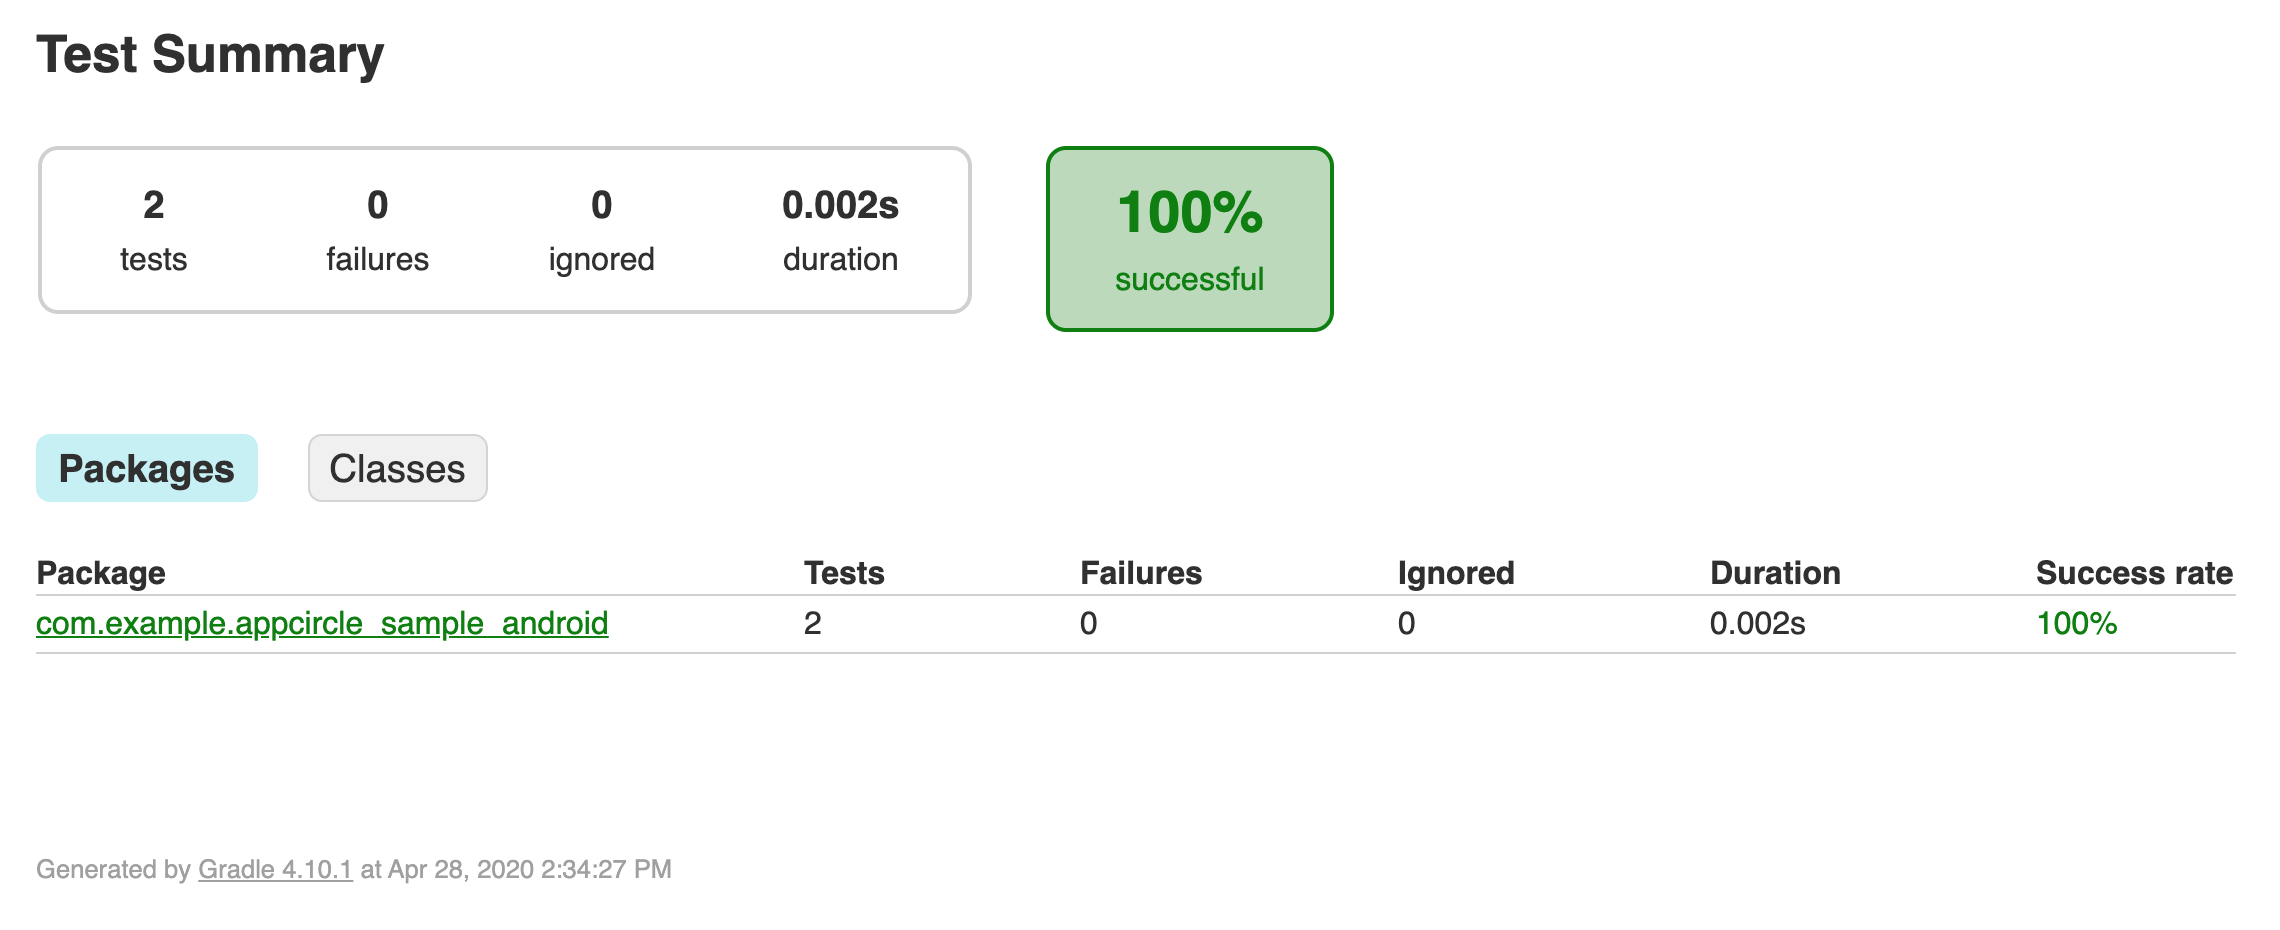 Test Summary
2 0 0 0.002s
tests failures ignored duration
100%
successful
Packages Classes
Package Tests Failures Ignored Duration Success rate
com.example.appcircle_sample_android 2 0 0 0.002s 100%
Generated by Gradle 4.10.1 at Apr 28, 2020 2:34:27 PM